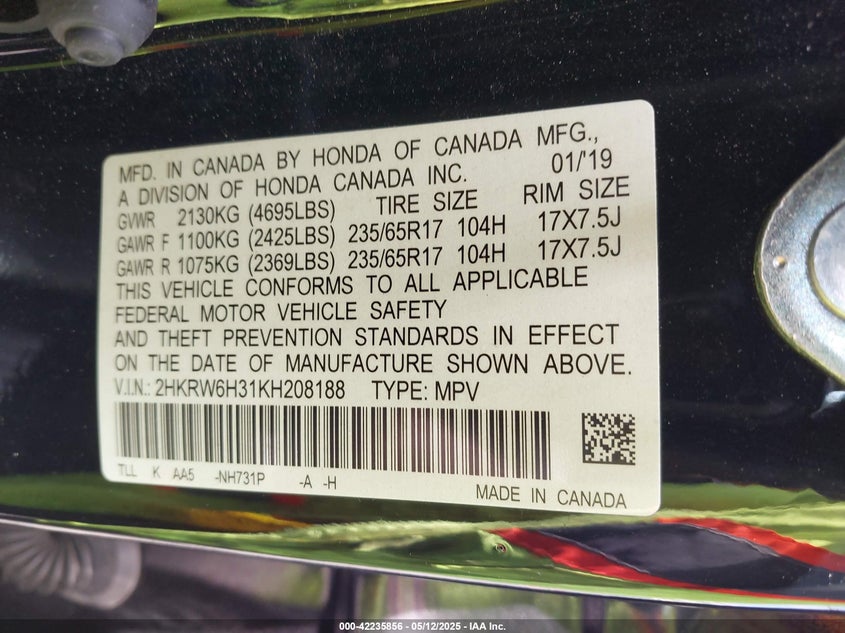 MFD. IN CANADA BY HONDA OF CANADA MFG.,
A DIVISION OF HONDA CANADA INC. 01/'19
GVWR 2130KG (4695LBS) TIRE SIZE RIM SIZE
GAWR F 1100KG (2425LBS) 235/65R17 104H 17X7.5J
GAWR R 1075KG (2369LBS) 235/65R17 104H 17X7.5J
THIS VEHICLE CONFORMS TO ALL APPLICABLE
FEDERAL MOTOR VEHICLE SAFETY
AND THEFT PREVENTION STANDARDS IN EFFECT
ON THE DATE OF MANUFACTURE SHOWN ABOVE.
V.I.N.: 2HKRW6H31KH208188 TYPE: MPV
TLL K AA5 -NH731P -A -H
MADE IN CANADA
000-42235856 - 05/12/2025 - IAA Inc.